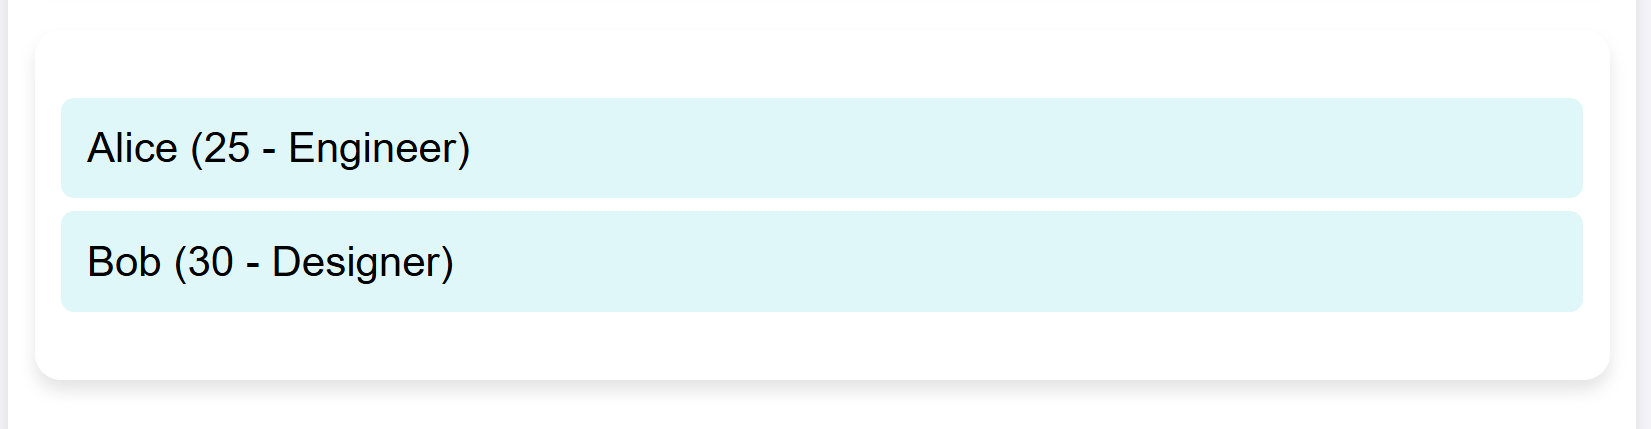 Alice (25 - Engineer)
Bob (30 - Designer)